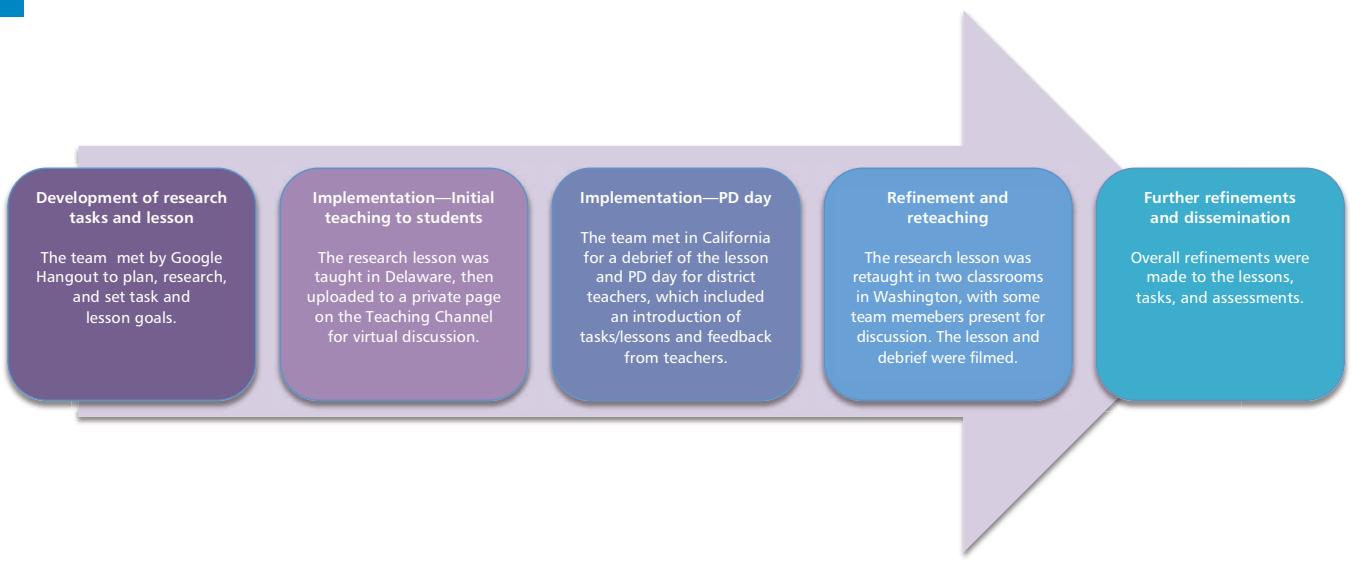 Development of research
tasks and lesson
The team  met by Google
Hangout to plan, research,
and set task and
lesson goals.
Implementation—Initial
teaching to students
The research lesson was
taught in Delaware, then
uploaded to a private page
on the Teaching Channel
for virtual discussion.
Implementation—PD day
The team met in California
for a debrief of the lesson
and PD day for district
teachers, which included
an introduction of
tasks/lessons and feedback
from teachers.
Refinement and
reteaching
The research lesson was
retaught in two classrooms
in Washington, with some
team memebers present for
discussion. The lesson and
debrief were filmed.
Further refinements
and dissemination
Overall refinements were
made to the lessons,
tasks, and assessments.